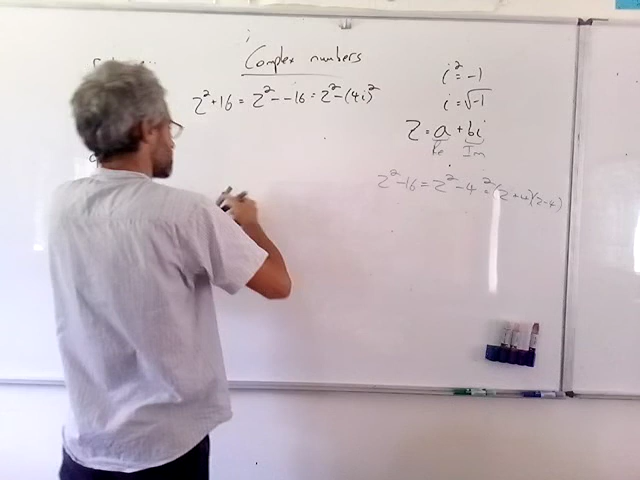 Complex numbers
z²+16 = z²--16 = z²-(4i)²
i²=-1
i=√-1
z=a+bi
Re Im
z²-16 = z²-4²=(z+4)(z-4)